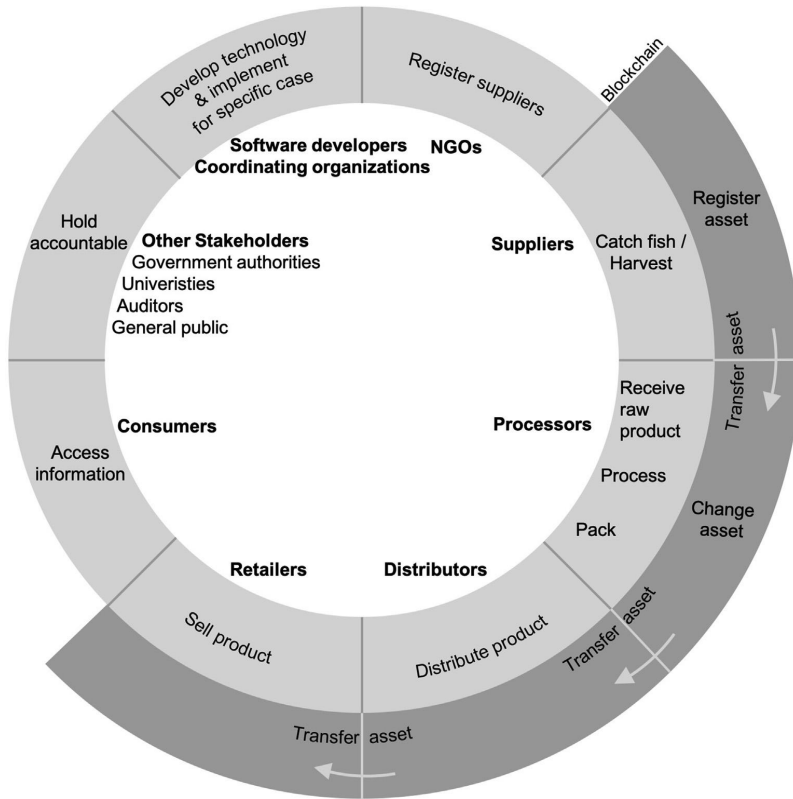 Develop technology
& implement
for specific case
Register suppliers
Blockchain
Software developers
NGOs
Coordinating organizations
Hold
accountable
Other Stakeholders
Government authorities
Univeristies
Auditors
General public
Suppliers
Catch fish /
Harvest
Register
asset
Transfer asset
Transfer asset
Receive
raw
product
Processors
Process
Pack
Change
asset
Consumers
Access
information
Retailers
Distributors
Transfer asset
Sell product
Distribute product
Transfer asset